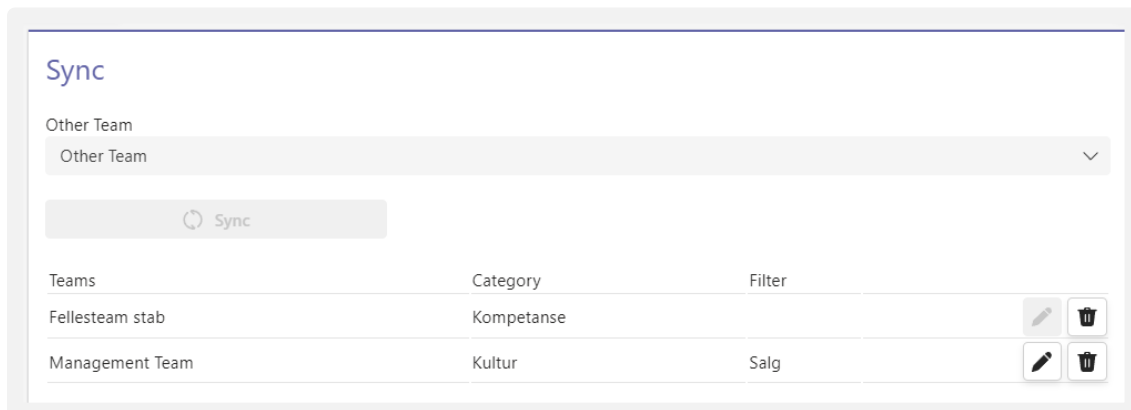 Sync
Other Team
Other Team
Sync
Teams Category Filter
Fellesteam stab Kompetanse
Management Team Kultur Salg